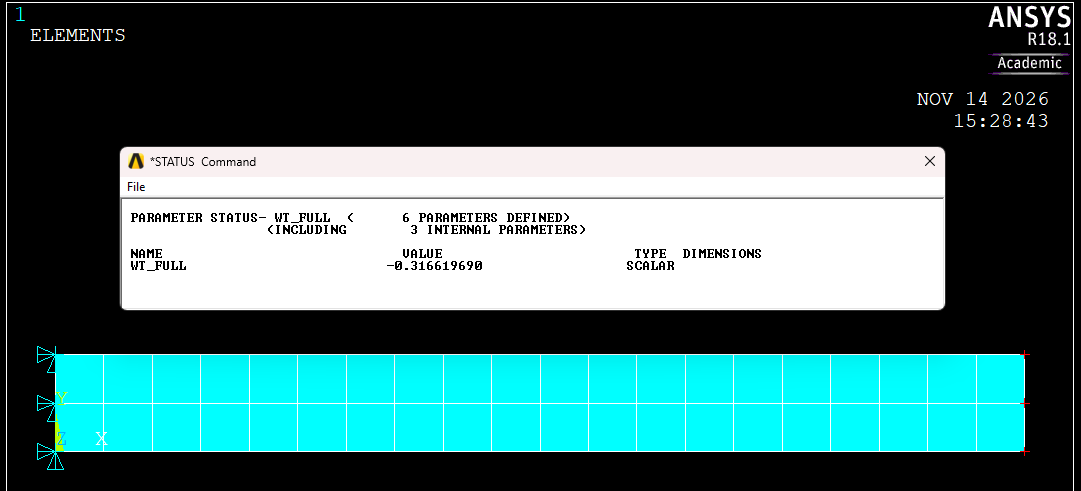 1
ELEMENTS
ANSYS
R18.1
Academic
NOV 14 2026
15:28:43
*STATUS Command
File
PARAMETER STATUS- WT_FULL ( 6 PARAMETERS DEFINED)
(INCLUDING 3 INTERNAL PARAMETERS)
NAME VALUE TYPE DIMENSIONS
WT_FULL -0.316619690 SCALAR
Y
Z X